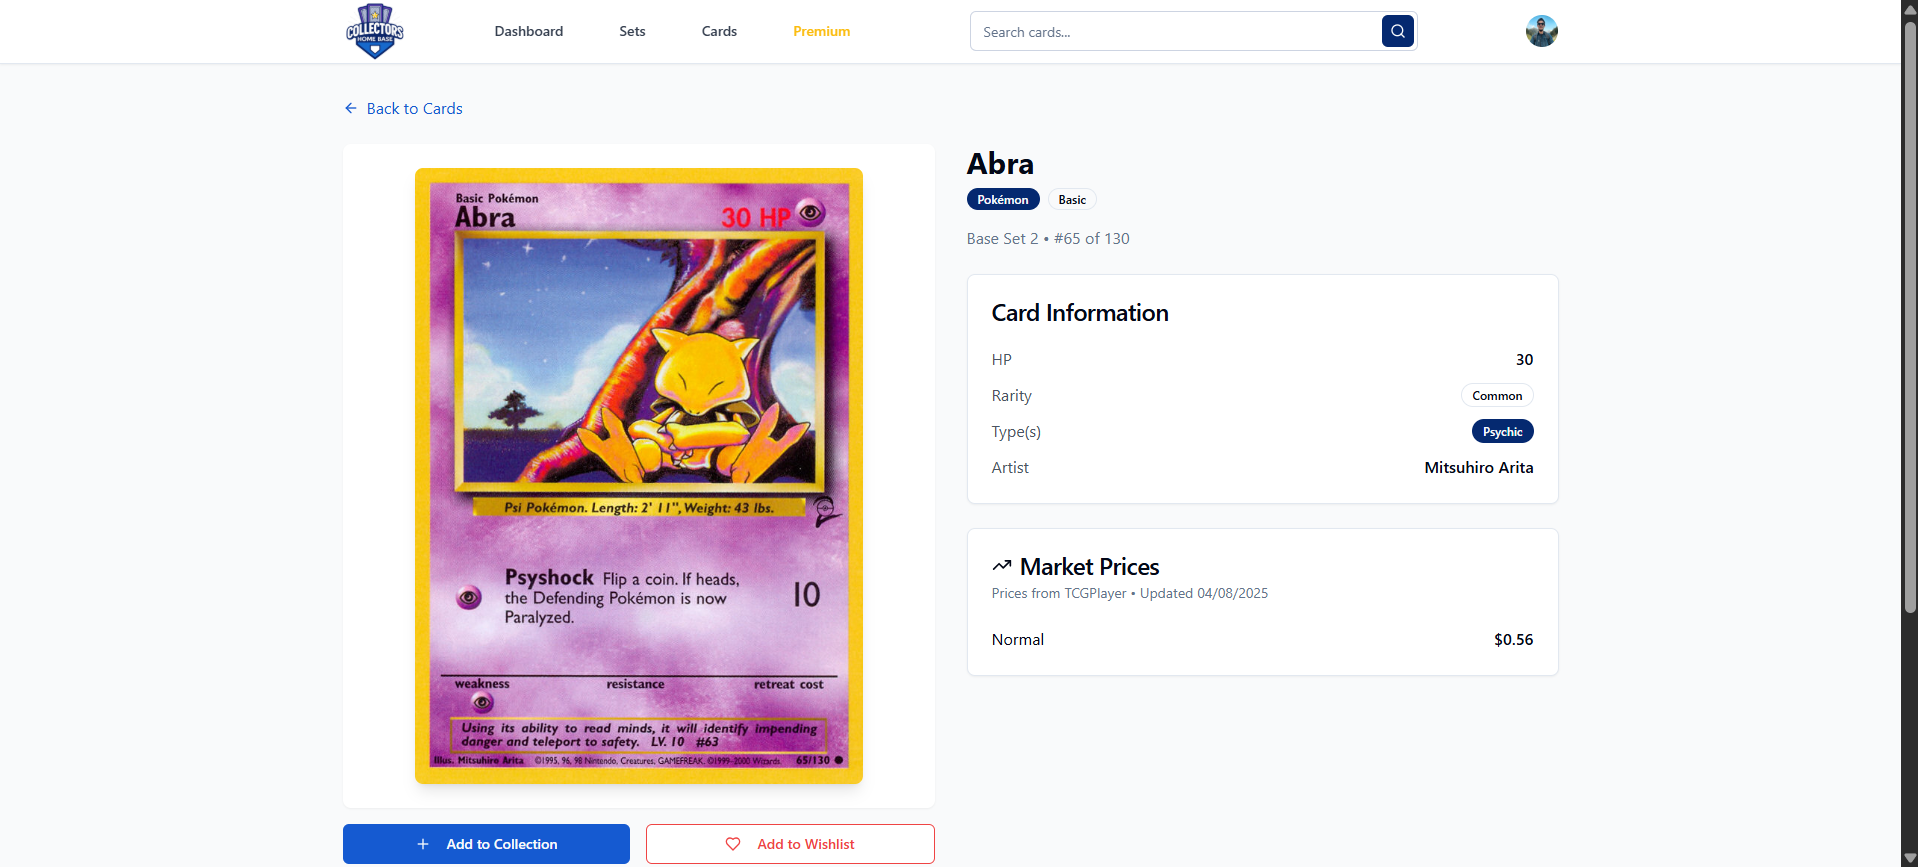 COLLECTORS
HOME BASE
Dashboard
Sets
Cards
Premium
Search cards...
Back to Cards
Basic Pokémon
Abra
30 HP
Psi Pokémon. Length: 2' 11", Weight: 43 lbs.
Psyshock Flip a coin. If heads,
the Defending Pokémon is now
Paralyzed.
10
weakness
resistance
retreat cost
Using its ability to read minds, it will identify impending
danger and teleport to safety. LV. 10 #63
Illus. Mitsuhiro Arita ©1995, 96, 98 Nintendo, Creatures, GAMEFREAK. ©1999-2000 Wizards. 65/130
Add to Collection
Add to Wishlist
Abra
Pokémon
Basic
Base Set 2 • #65 of 130
Card Information
HP 30
Rarity Common
Type(s) Psychic
Artist Mitsuhiro Arita
Market Prices
Prices from TCGPlayer • Updated 04/08/2025
Normal $0.56